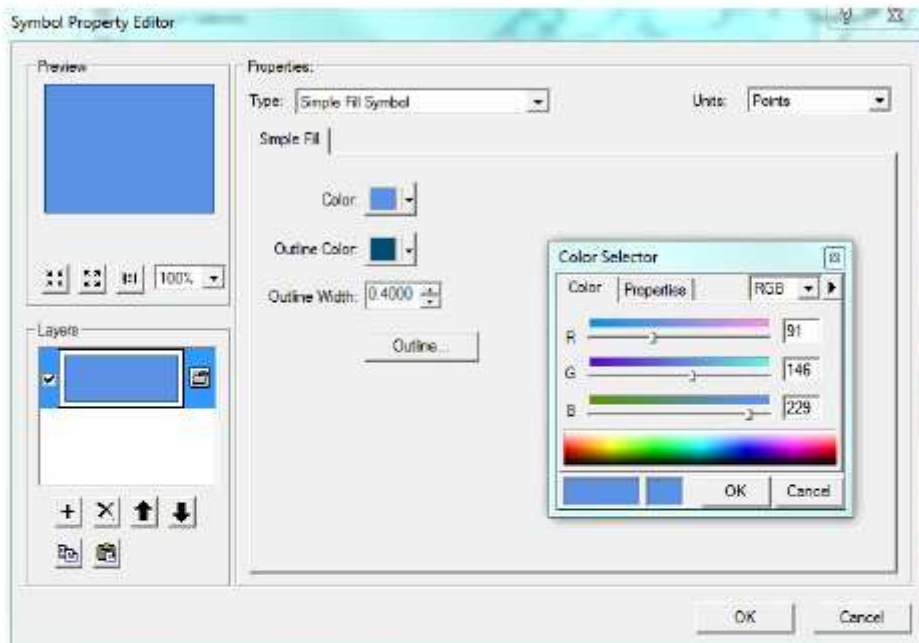 Symbol Property Editor
Preview
Properties:
Type: Simple Fill Symbol
Units: Points
Simple Fill
Color:
Outline Color:
Outline Width: 0.4000
Outline...
100%
Layers
Color Selector
Color Properties RGB
R 91
G 146
B 229
OK Cancel
OK Cancel